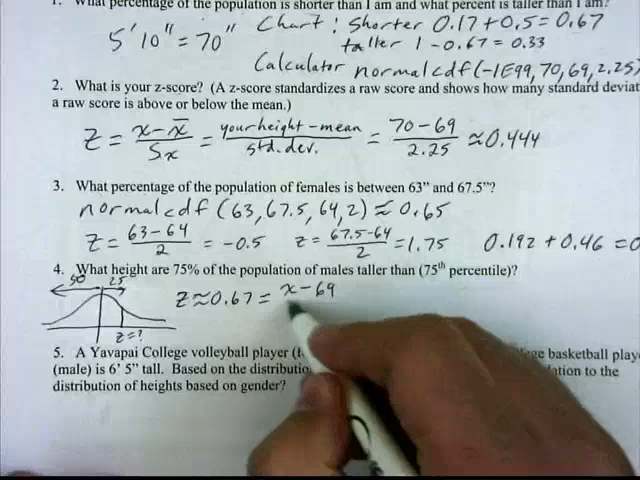 1. What percentage of the population is shorter than I am and what percent is taller than I am?
5'10" = 70" Chart: Shorter 0.17 + 0.5 = 0.67
taller 1 - 0.67 = 0.33
Calculator normalcdf(-1E99, 70, 69, 2.25)
2. What is your z-score? (A z-score standardizes a raw score and shows how many standard deviat
a raw score is above or below the mean.)
z = x - x̄ / Sx = your height - mean / std. dev. = 70 - 69 / 2.25 ≈ 0.444
3. What percentage of the population of females is between 63" and 67.5"?
normalcdf (63, 67.5, 64, 2) ≈ 0.65
z = 63 - 64 / 2 = -0.5 z = 67.5 - 64 / 2 = 1.75 0.192 + 0.46 = 0
4. What height are 75% of the population of males taller than (75th percentile)?
50 25
z ≈ 0.67 = x - 69
z = ?
5. A Yavapai College volleyball player basketball playe
(male) is 6' 5" tall. Based on the distributio lation to the
distribution of heights based on gender?